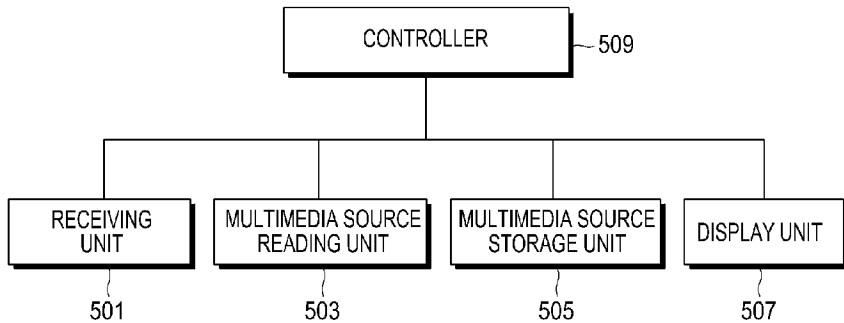 CONTROLLER
509
RECEIVING
UNIT
MULTIMEDIA SOURCE
READING UNIT
MULTIMEDIA SOURCE
STORAGE UNIT
DISPLAY UNIT
501
503
505
507